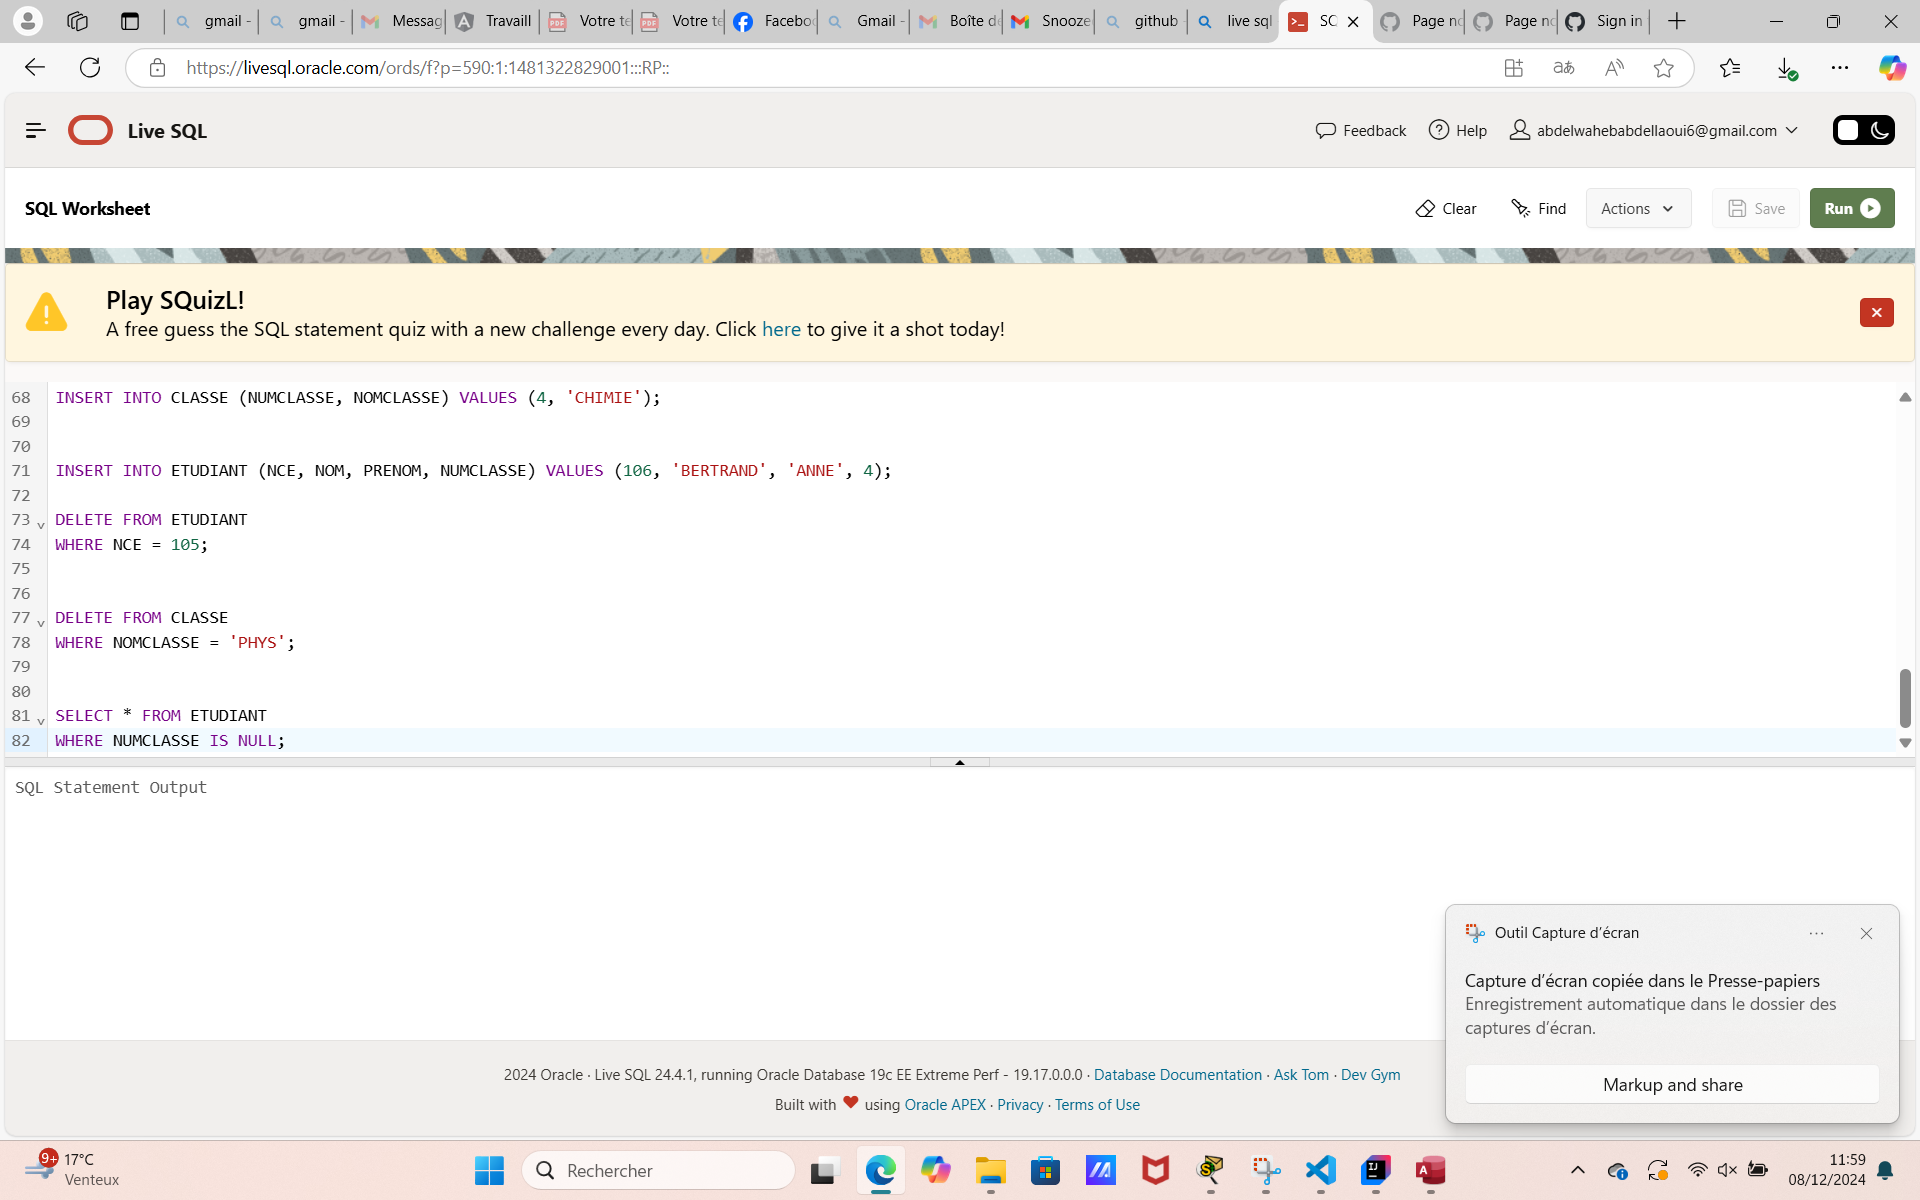 gmail -
gmail -
Messag
Travaill
Votre te
Votre te
Faceboo
Gmail -
Boîte de
Snooze
github
live sql
SQ
Page no
Page no
Sign in
https://livesql.oracle.com/ords/f?p=590:1:1481322829001:::RP::
Live SQL
Feedback
Help
abdelwahebabdellaoui6@gmail.com
SQL Worksheet
Clear
Find
Actions
Save
Run
Play SQuizL!
A free guess the SQL statement quiz with a new challenge every day. Click here to give it a shot today!
68 INSERT INTO CLASSE (NUMCLASSE, NOMCLASSE) VALUES (4, 'CHIMIE');
69
70
71 INSERT INTO ETUDIANT (NCE, NOM, PRENOM, NUMCLASSE) VALUES (106, 'BERTRAND', 'ANNE', 4);
72
73 DELETE FROM ETUDIANT
74 WHERE NCE = 105;
75
76
77 DELETE FROM CLASSE
78 WHERE NOMCLASSE = 'PHYS';
79
80
81 SELECT * FROM ETUDIANT
82 WHERE NUMCLASSE IS NULL;
SQL Statement Output
Outil Capture d'écran
Capture d'écran copiée dans le Presse-papiers
Enregistrement automatique dans le dossier des
captures d'écran.
Markup and share
2024 Oracle · Live SQL 24.4.1, running Oracle Database 19c EE Extreme Perf - 19.17.0.0.0 · Database Documentation · Ask Tom · Dev Gym
Built with ❤ using Oracle APEX · Privacy · Terms of Use
9+
17°C
Venteux
Rechercher
11:59
08/12/2024